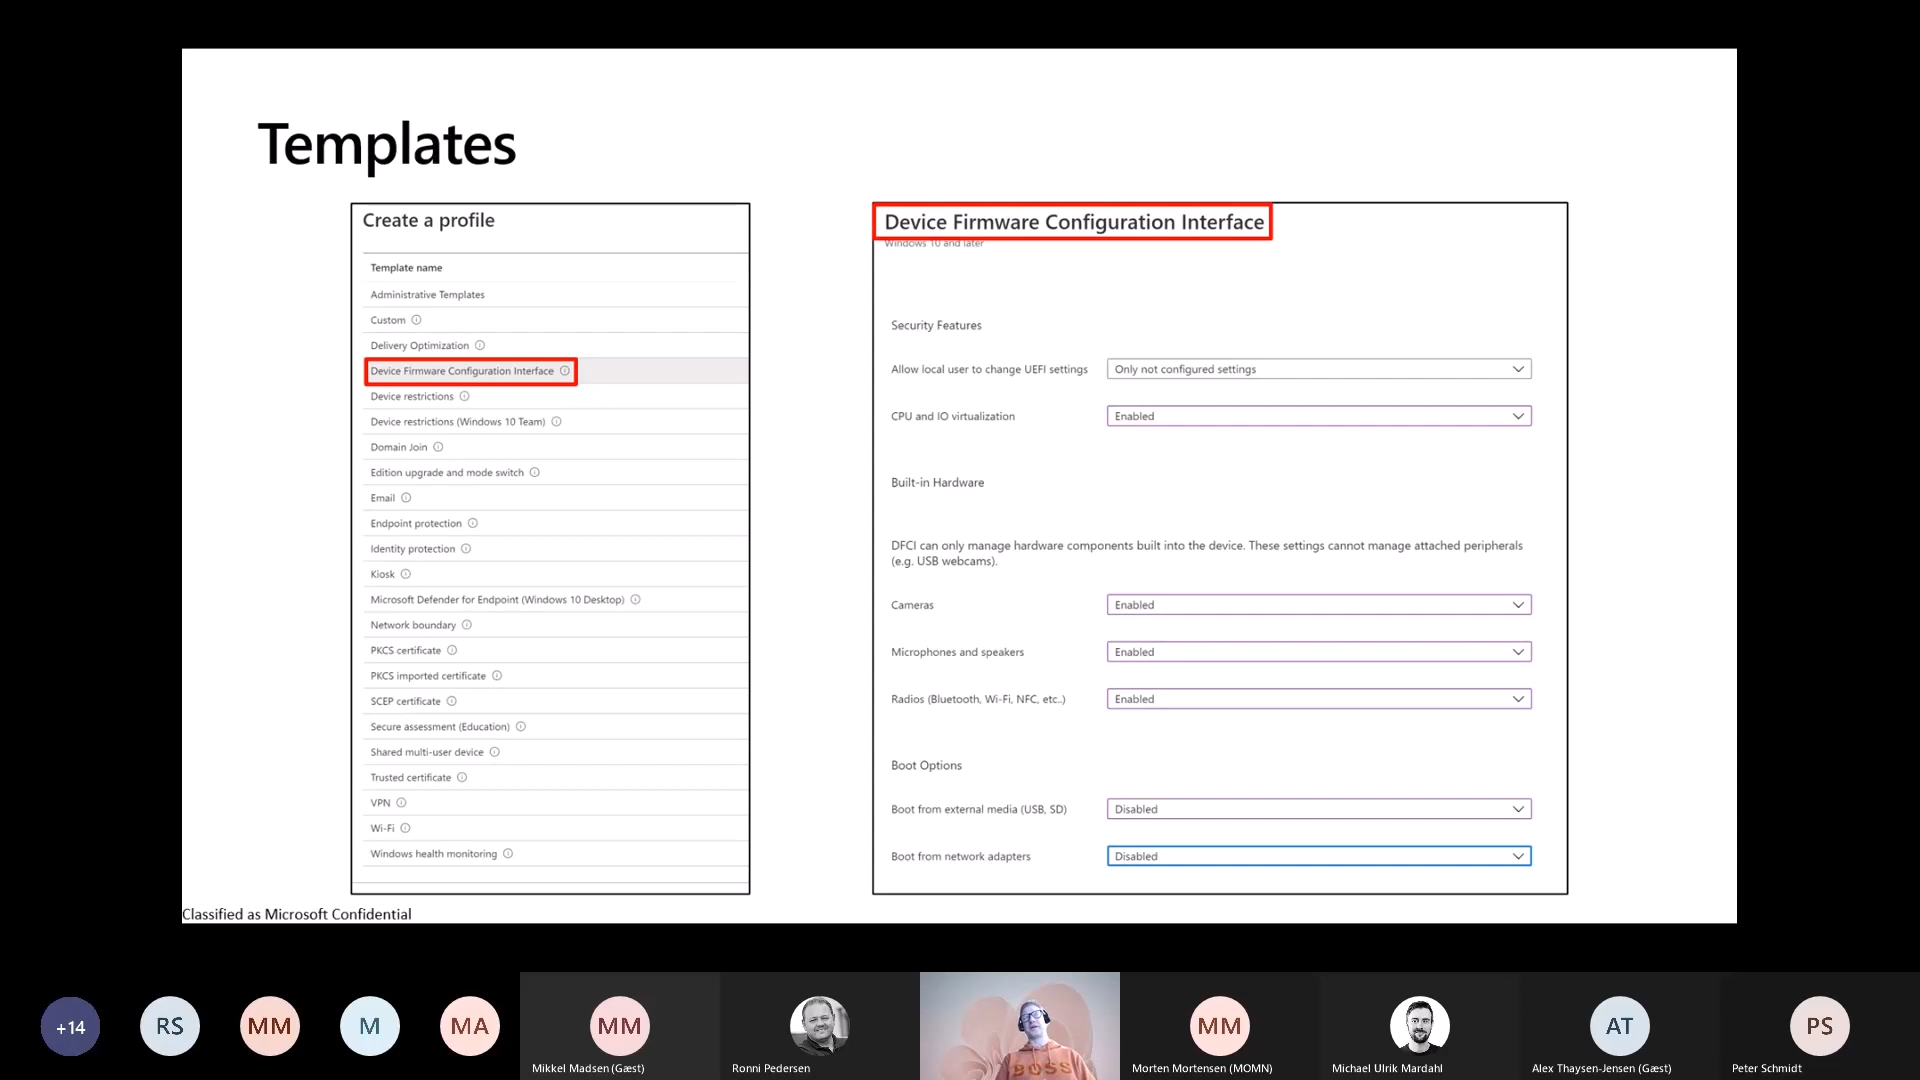 Templates
Create a profile
Template name
Administrative Templates
Custom
Delivery Optimization
Device Firmware Configuration Interface
Device restrictions
Device restrictions (Windows 10 Team)
Domain Join
Edition upgrade and mode switch
Email
Endpoint protection
Identity protection
Kiosk
Microsoft Defender for Endpoint (Windows 10 Desktop)
Network boundary
PKCS certificate
PKCS imported certificate
SCEP certificate
Secure assessment (Education)
Shared multi-user device
Trusted certificate
VPN
Wi-Fi
Windows health monitoring
Device Firmware Configuration Interface
Windows 10 and later
Security Features
Allow local user to change UEFI settings Only not configured settings
CPU and IO virtualization Enabled
Built-in Hardware
DFCI can only manage hardware components built into the device. These settings cannot manage attached peripherals
(e.g. USB webcams).
Cameras Enabled
Microphones and speakers Enabled
Radios (Bluetooth, Wi-Fi, NFC, etc..) Enabled
Boot Options
Boot from external media (USB, SD) Disabled
Boot from network adapters Disabled
Classified as Microsoft Confidential
+14
RS
MM
M
MA
MM
Mikkel Madsen (Gæst)
Ronni Pedersen
BOSS
MM
Morten Mortensen (MOMN)
Michael Ulrik Mardahl
AT
Alex Thaysen-Jensen (Gæst)
PS
Peter Schmidt